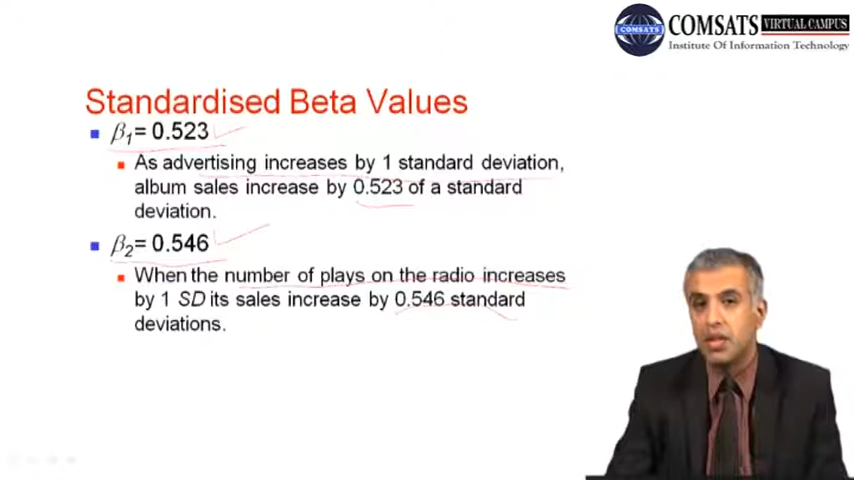 COMSATS VIRTUAL CAMPUS
COMSATS
Institute Of Information Technology
Standardised Beta Values
β1= 0.523
As advertising increases by 1 standard deviation,
album sales increase by 0.523 of a standard
deviation.
β2= 0.546
When the number of plays on the radio increases
by 1 SD its sales increase by 0.546 standard
deviations.